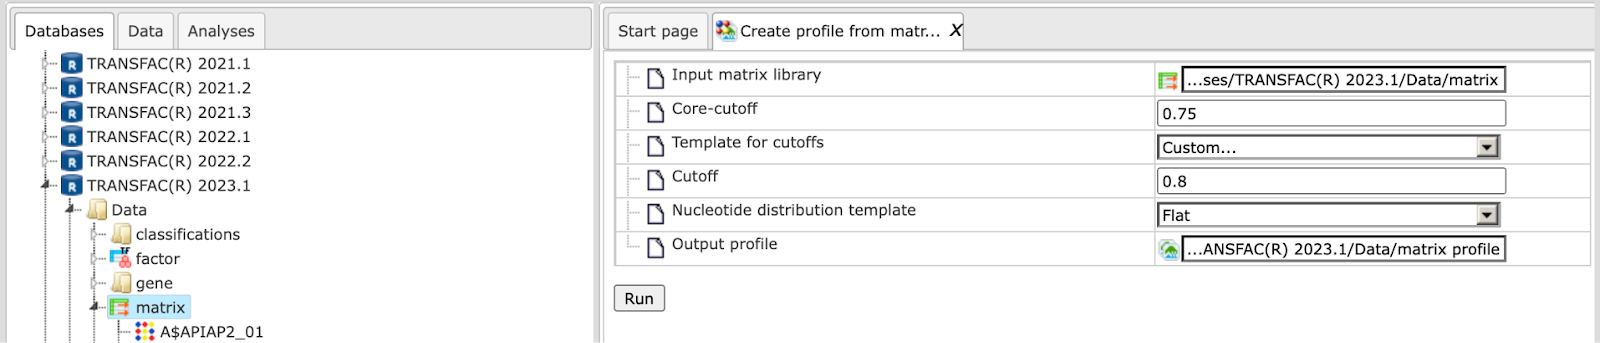 Databases
Data
Analyses
TRANSFAC(R) 2021.1
TRANSFAC(R) 2021.2
TRANSFAC(R) 2021.3
TRANSFAC(R) 2022.1
TRANSFAC(R) 2022.2
TRANSFAC(R) 2023.1
Data
classifications
factor
gene
matrix
A$APIAP2_01
Start page
Create profile from matr... X
Input matrix library
...ses/TRANSFAC(R) 2023.1/Data/matrix
Core-cutoff
0.75
Template for cutoffs
Custom...
Cutoff
0.8
Nucleotide distribution template
Flat
Output profile
...ANSFAC(R) 2023.1/Data/matrix profile
Run